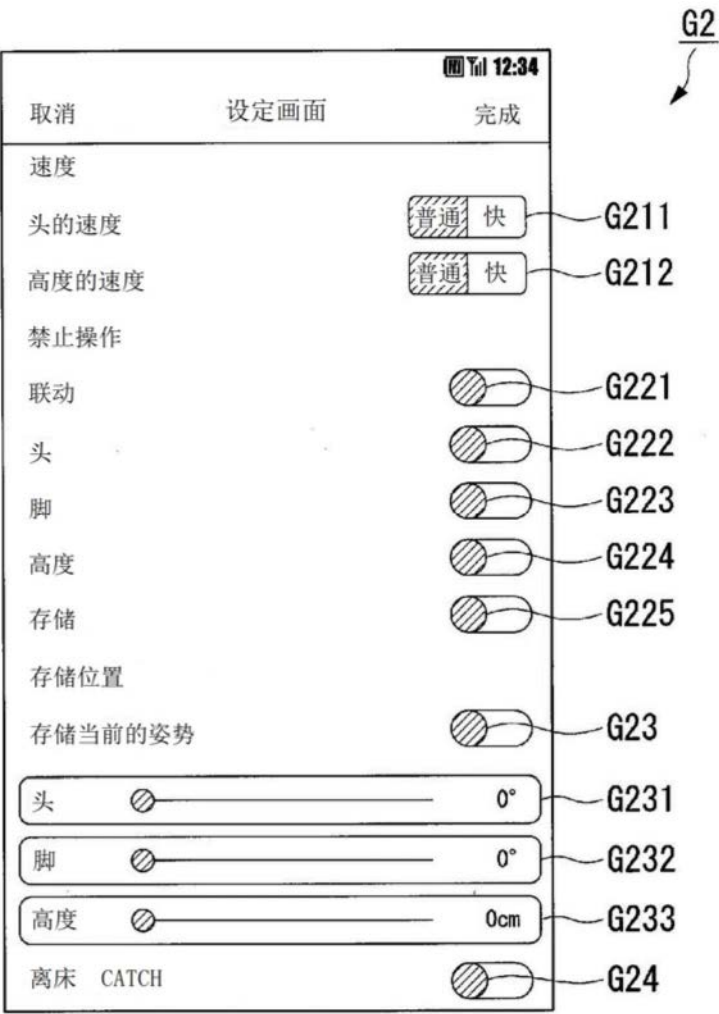 G2
12:34
取消 设定画面 完成
速度
头的速度 普通 快 G211
高度的速度 普通 快 G212
禁止操作
联动 G221
头 G222
脚 G223
高度 G224
存储 G225
存储位置
存储当前的姿势 G23
头 0° G231
脚 0° G232
高度 0cm G233
离床 CATCH G24